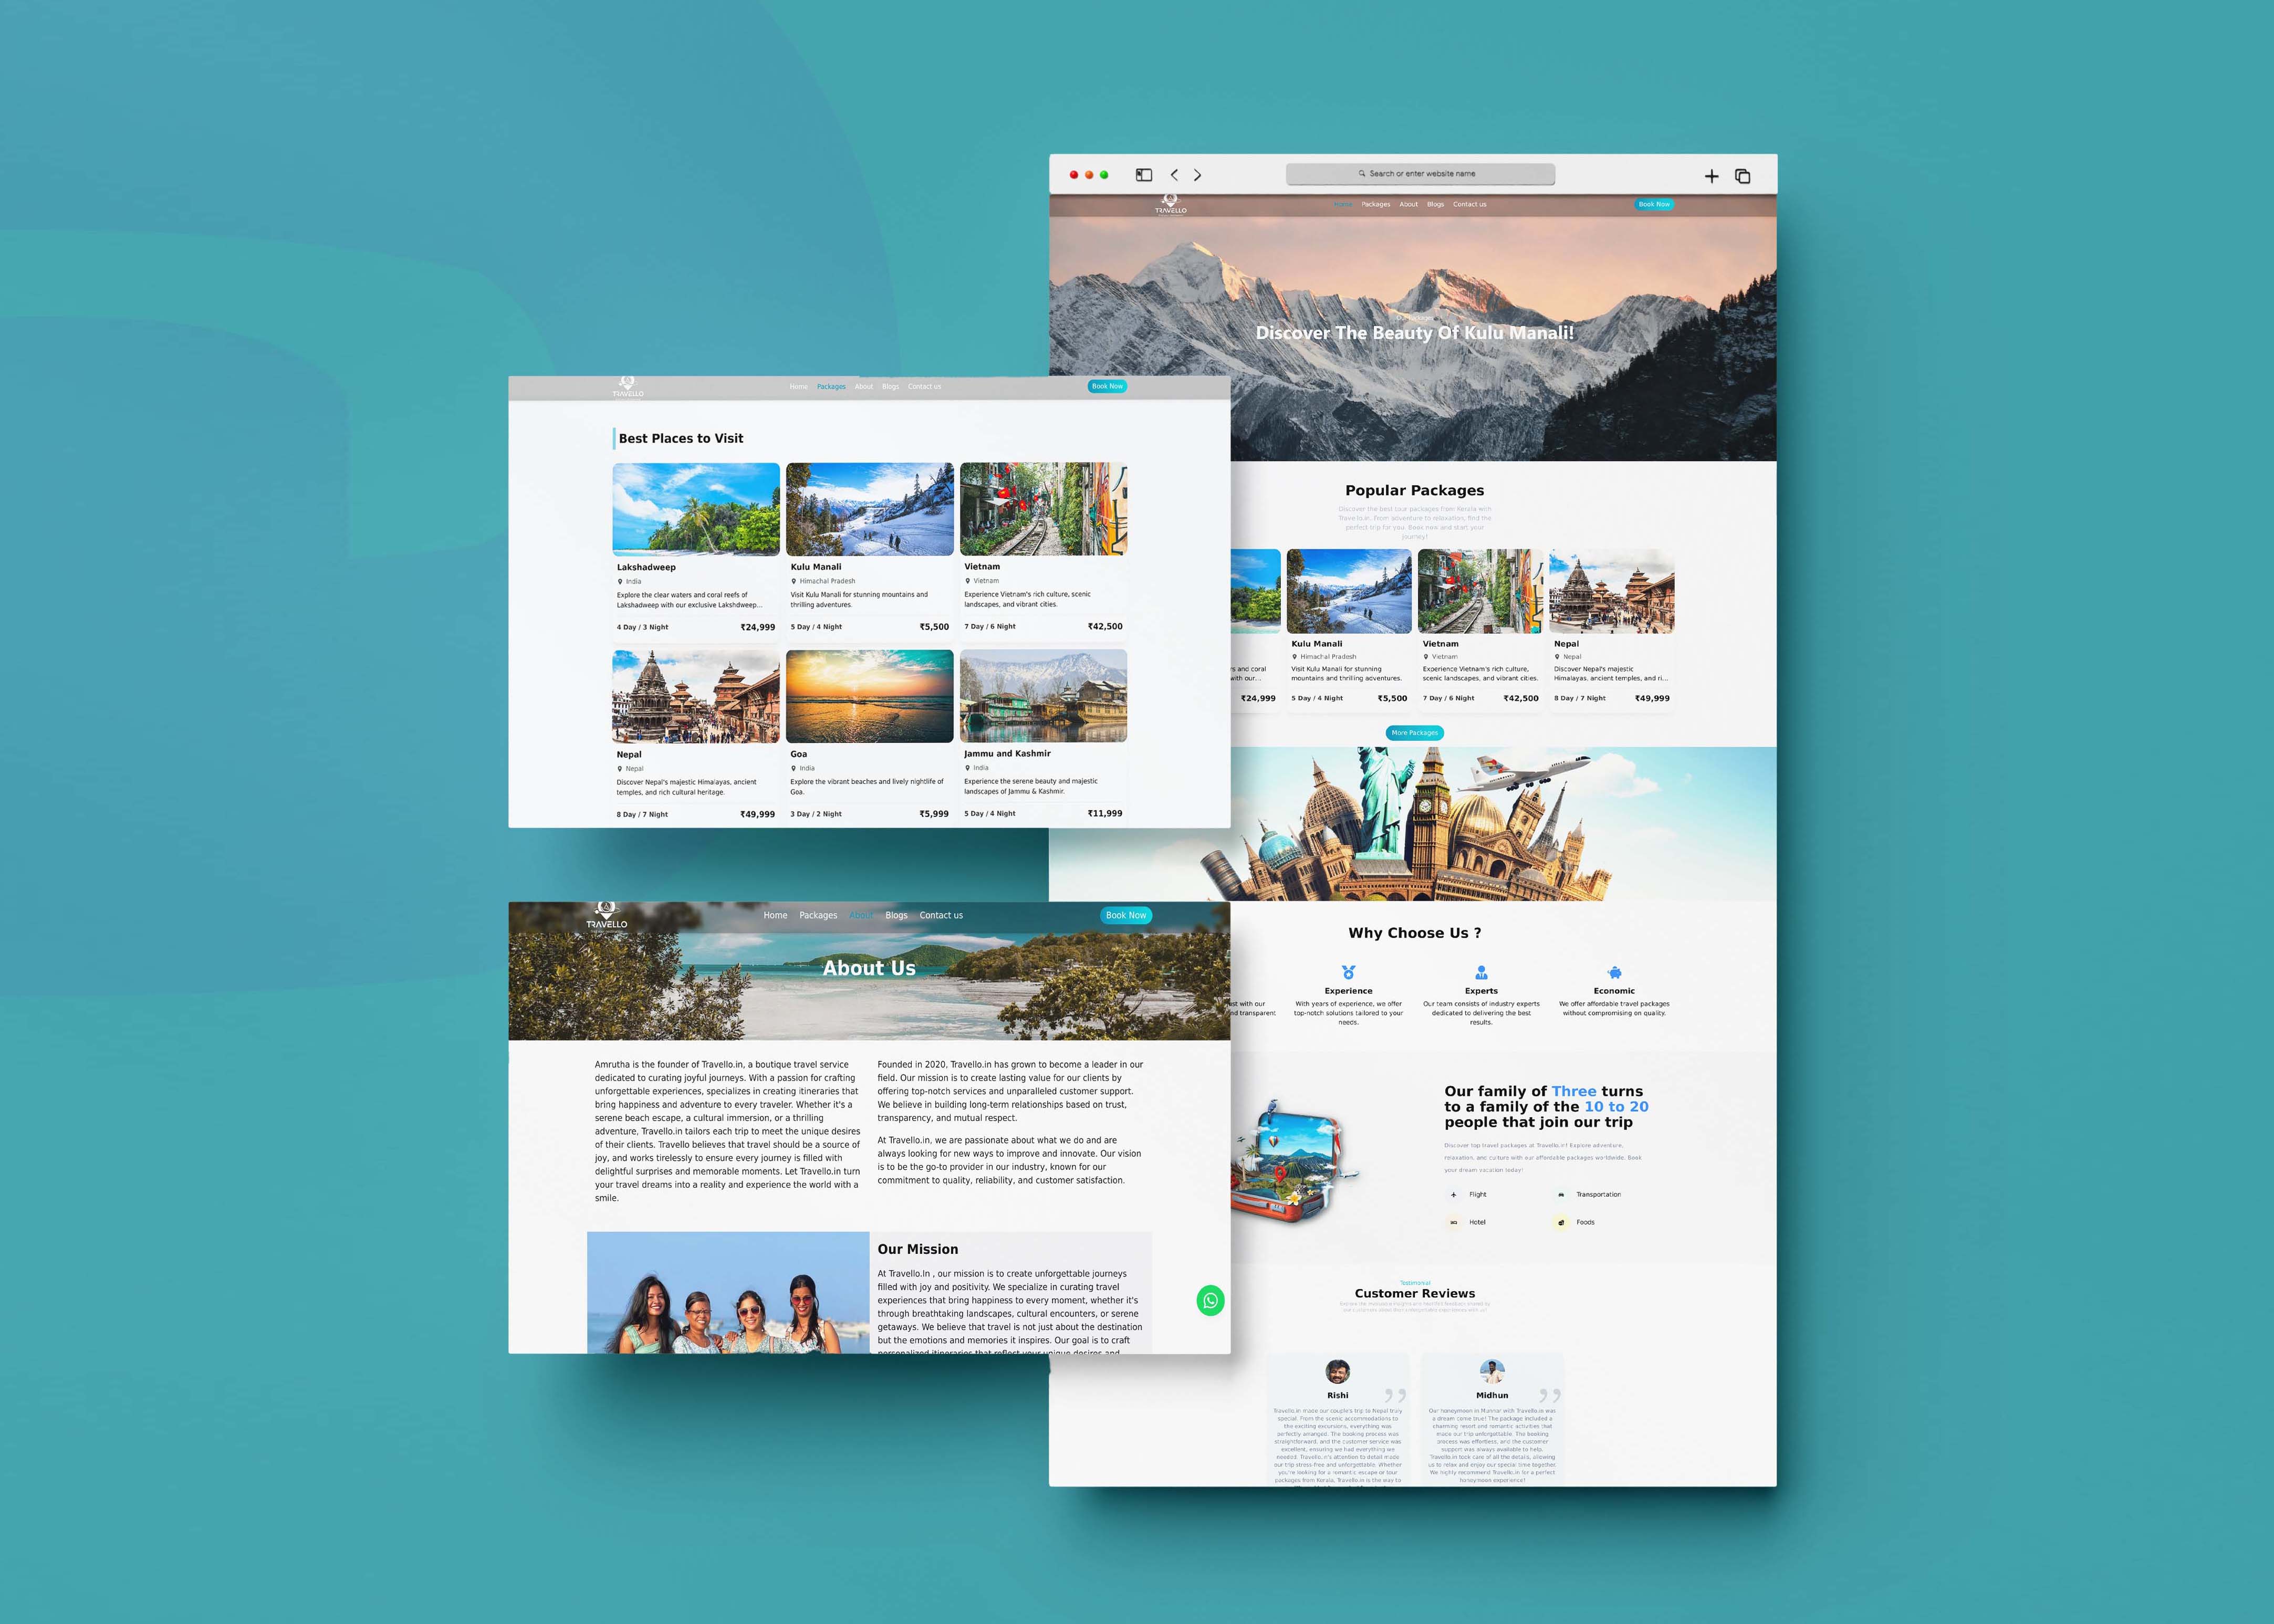 Search or enter website name
TRAVELLO
Home Packages About Blogs Contact us
Book Now
Discover The Beauty Of Kulu Manali!
Popular Packages
Discover the best tour packages from Kerala with
Travello.in. From adventure to relaxation, find the
perfect trip for you. Book now and start your
journey!
s and coral
with our...
₹24,999
Kulu Manali
Himachal Pradesh
Visit Kulu Manali for stunning
mountains and thrilling adventures.
5 Day / 4 Night ₹5,500
Vietnam
Vietnam
Experience Vietnam's rich culture,
scenic landscapes, and vibrant cities.
7 Day / 6 Night ₹42,500
Nepal
Nepal
Discover Nepal's majestic
Himalayas, ancient temples, and ri...
8 Day / 7 Night ₹49,999
More Packages
Why Choose Us ?
st with our
nd transparent
Experience
With years of experience, we offer
top-notch solutions tailored to your
needs.
Experts
Our team consists of industry experts
dedicated to delivering the best
results.
Economic
We offer affordable travel packages
without compromising on quality.
Our family of Three turns
to a family of the 10 to 20
people that join our trip
Discover top travel packages at Travello.in! Explore adventure,
relaxation, and culture with our affordable packages worldwide. Book
your dream vacation today!
Flight
Transportation
Hotel
Foods
Testimonial
Customer Reviews
Rishi
Travello.in made our couple's trip to Nepal truly
special. From the scenic accommodations to
the exciting excursions, everything was
perfectly arranged. The booking process was
straightforward, and the customer service was
excellent, ensuring we had everything we
needed. Travello.in's attention to detail made
our trip stress-free and unforgettable. Whether
you're looking for a romantic escape or tour
packages from Kerala, Travello.in is the way to
Midhun
Our honeymoon in Munnar with Travello.in was
a dream come true! The package included a
charming resort and romantic activities that
made our trip unforgettable. The booking
process was effortless, and the customer
support was always available to help.
Travello.in took care of all the details, allowing
us to relax and enjoy our special time together.
We highly recommend Travello.in for a perfect
honeymoon experience!
TRAVELLO
Home Packages About Blogs Contact us
Book Now
Best Places to Visit
Lakshadweep
India
Explore the clear waters and coral reefs of
Lakshadweep with our exclusive Lakshdweep...
4 Day / 3 Night ₹24,999
Kulu Manali
Himachal Pradesh
Visit Kulu Manali for stunning mountains and
thrilling adventures.
5 Day / 4 Night ₹5,500
Vietnam
Vietnam
Experience Vietnam's rich culture, scenic
landscapes, and vibrant cities.
7 Day / 6 Night ₹42,500
Nepal
Nepal
Discover Nepal's majestic Himalayas, ancient
temples, and rich cultural heritage.
8 Day / 7 Night ₹49,999
Goa
India
Explore the vibrant beaches and lively nightlife of
Goa.
3 Day / 2 Night ₹5,999
Jammu and Kashmir
India
Experience the serene beauty and majestic
landscapes of Jammu & Kashmir.
5 Day / 4 Night ₹11,999
TRAVELLO
Home Packages About Blogs Contact us
Book Now
About Us
Amrutha is the founder of Travello.in, a boutique travel service
dedicated to curating joyful journeys. With a passion for crafting
unforgettable experiences, specializes in creating itineraries that
bring happiness and adventure to every traveler. Whether it's a
serene beach escape, a cultural immersion, or a thrilling
adventure, Travello.in tailors each trip to meet the unique desires
of their clients. Travello believes that travel should be a source of
joy, and works tirelessly to ensure every journey is filled with
delightful surprises and memorable moments. Let Travello.in turn
your travel dreams into a reality and experience the world with a
smile.
Founded in 2020, Travello.in has grown to become a leader in our
field. Our mission is to create lasting value for our clients by
offering top-notch services and unparalleled customer support.
We believe in building long-term relationships based on trust,
transparency, and mutual respect.
At Travello.in, we are passionate about what we do and are
always looking for new ways to improve and innovate. Our vision
is to be the go-to provider in our industry, known for our
commitment to quality, reliability, and customer satisfaction.
Our Mission
At Travello.In , our mission is to create unforgettable journeys
filled with joy and positivity. We specialize in curating travel
experiences that bring happiness to every moment, whether it's
through breathtaking landscapes, cultural encounters, or serene
getaways. We believe that travel is not just about the destination
but the emotions and memories it inspires. Our goal is to craft
personalized itineraries that reflect your unique desires and